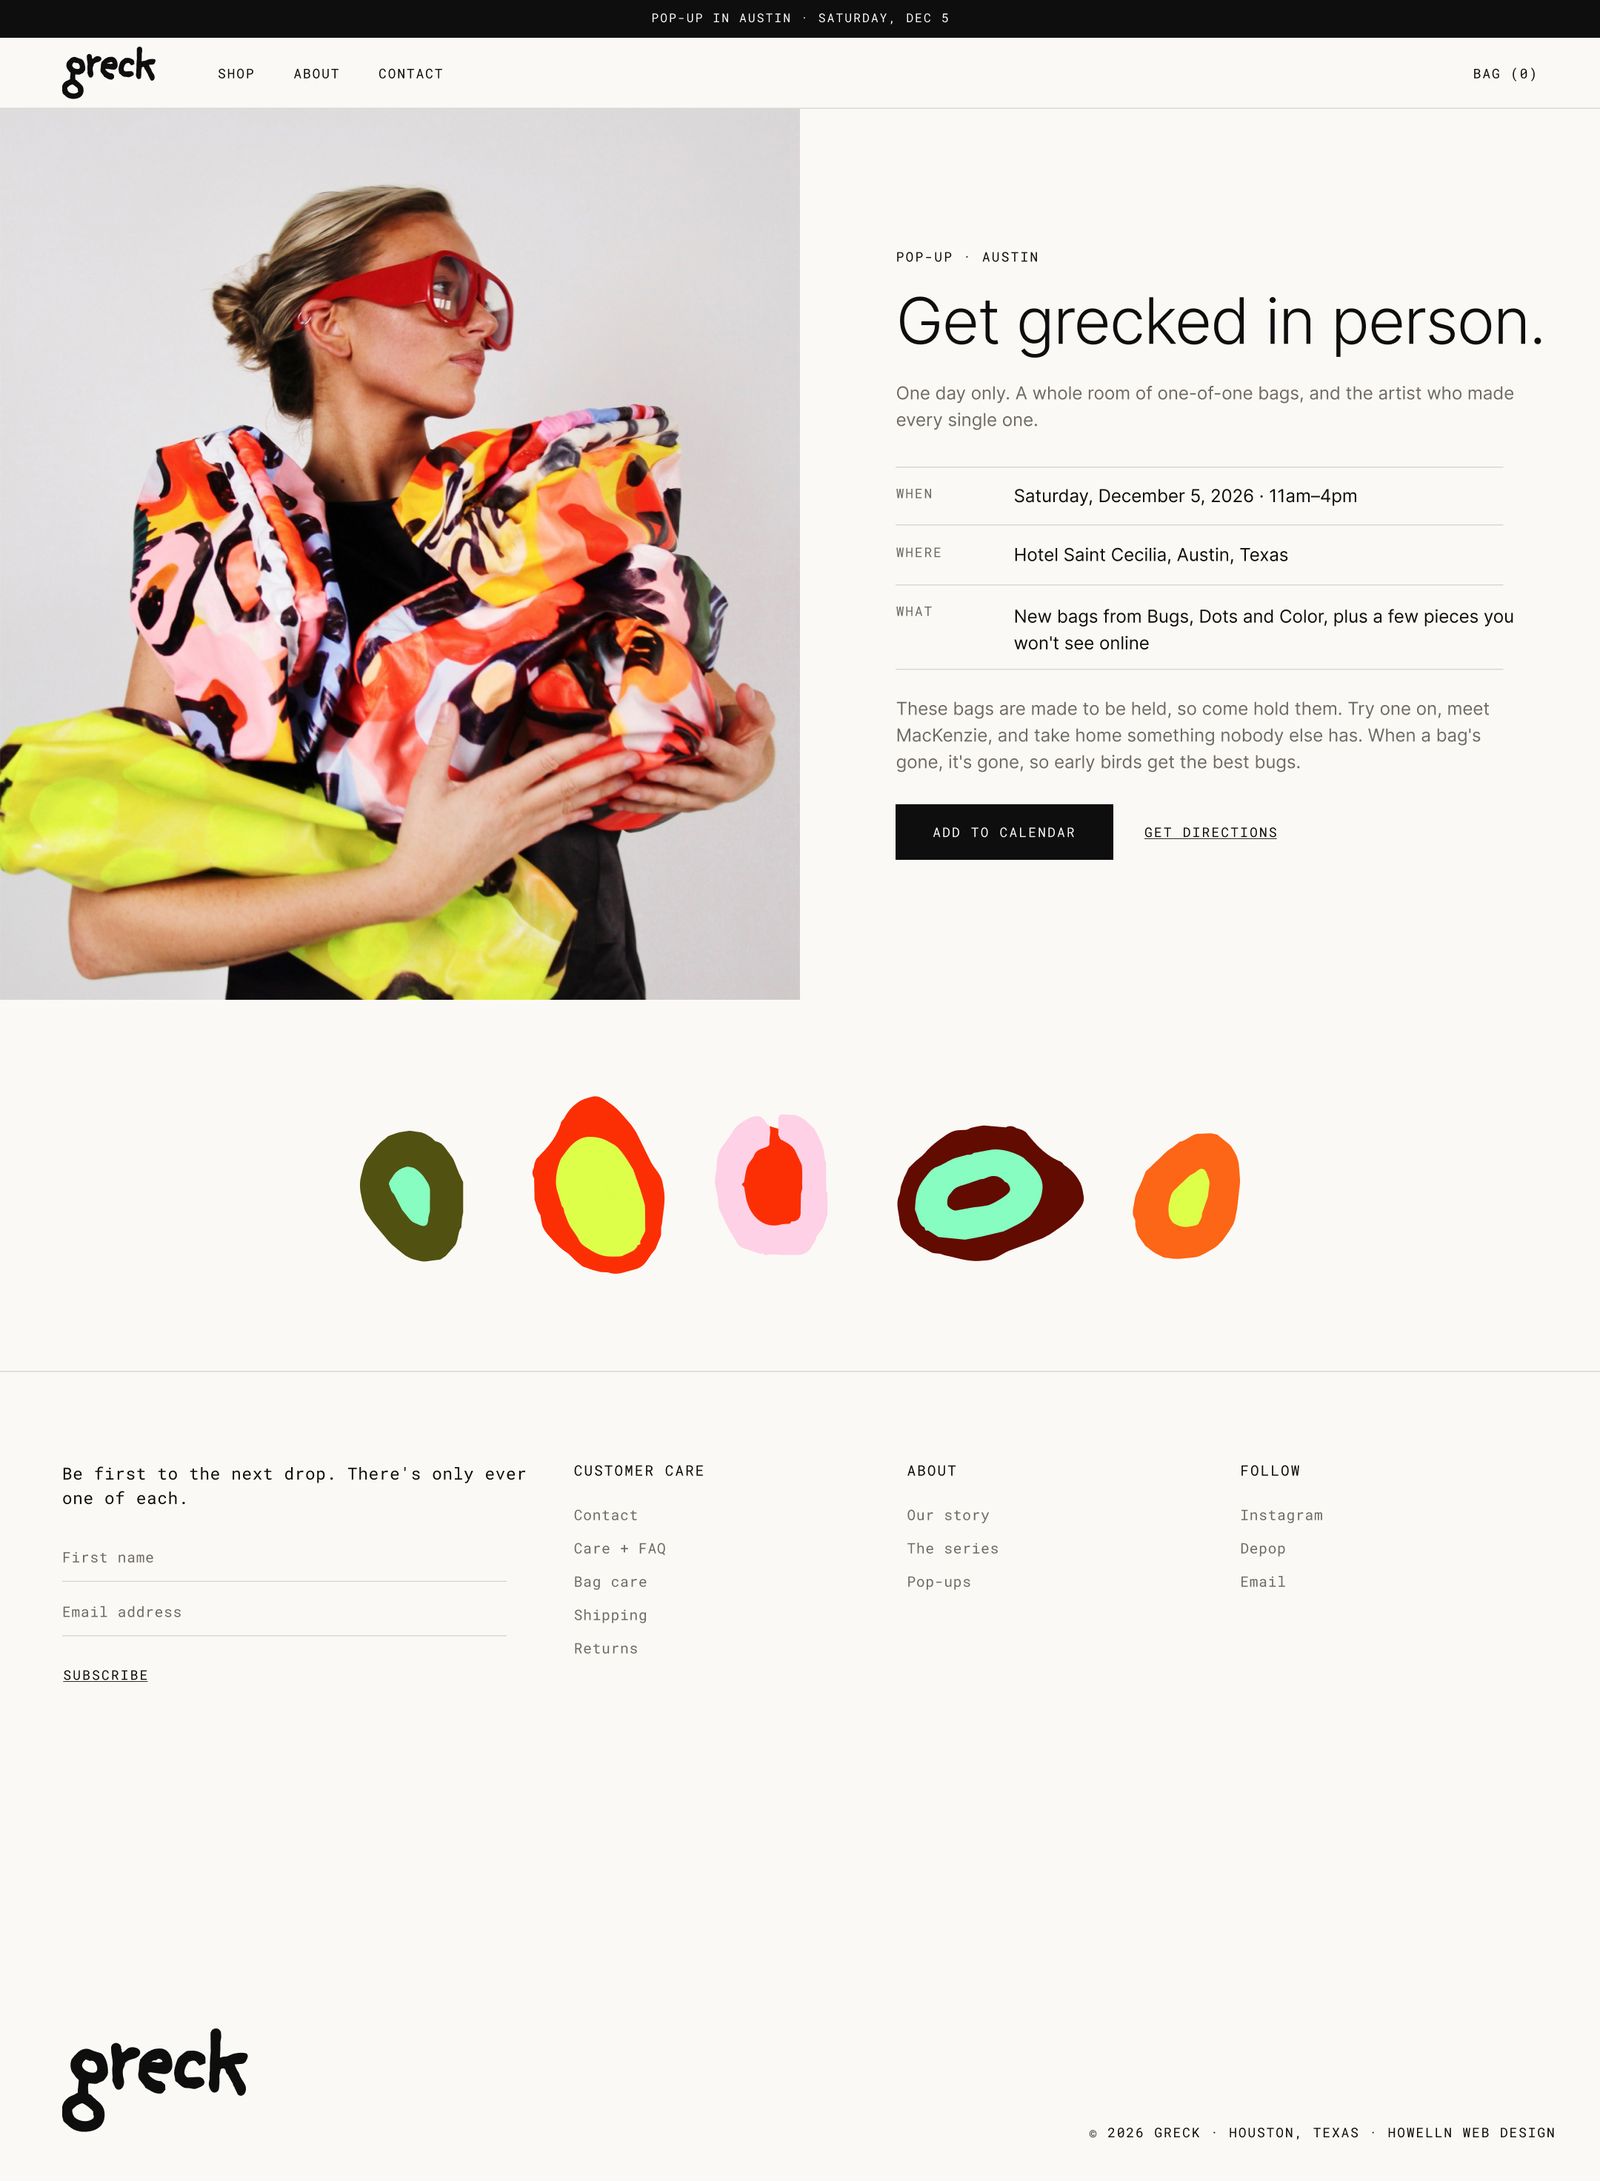 POP-UP IN AUSTIN · SATURDAY, DEC 5
greck
SHOP
ABOUT
CONTACT
BAG (0)
POP-UP · AUSTIN
Get grecked in person.
One day only. A whole room of one-of-one bags, and the artist who made
every single one.
WHEN
Saturday, December 5, 2026 · 11am–4pm
WHERE
Hotel Saint Cecilia, Austin, Texas
WHAT
New bags from Bugs, Dots and Color, plus a few pieces you
won't see online
These bags are made to be held, so come hold them. Try one on, meet
MacKenzie, and take home something nobody else has. When a bag's
gone, it's gone, so early birds get the best bugs.
ADD TO CALENDAR
GET DIRECTIONS
Be first to the next drop. There's only ever
one of each.
First name
Email address
SUBSCRIBE
CUSTOMER CARE
Contact
Care + FAQ
Bag care
Shipping
Returns
ABOUT
Our story
The series
Pop-ups
FOLLOW
Instagram
Depop
Email
greck
© 2026 GRECK · HOUSTON, TEXAS · HOWELLN WEB DESIGN